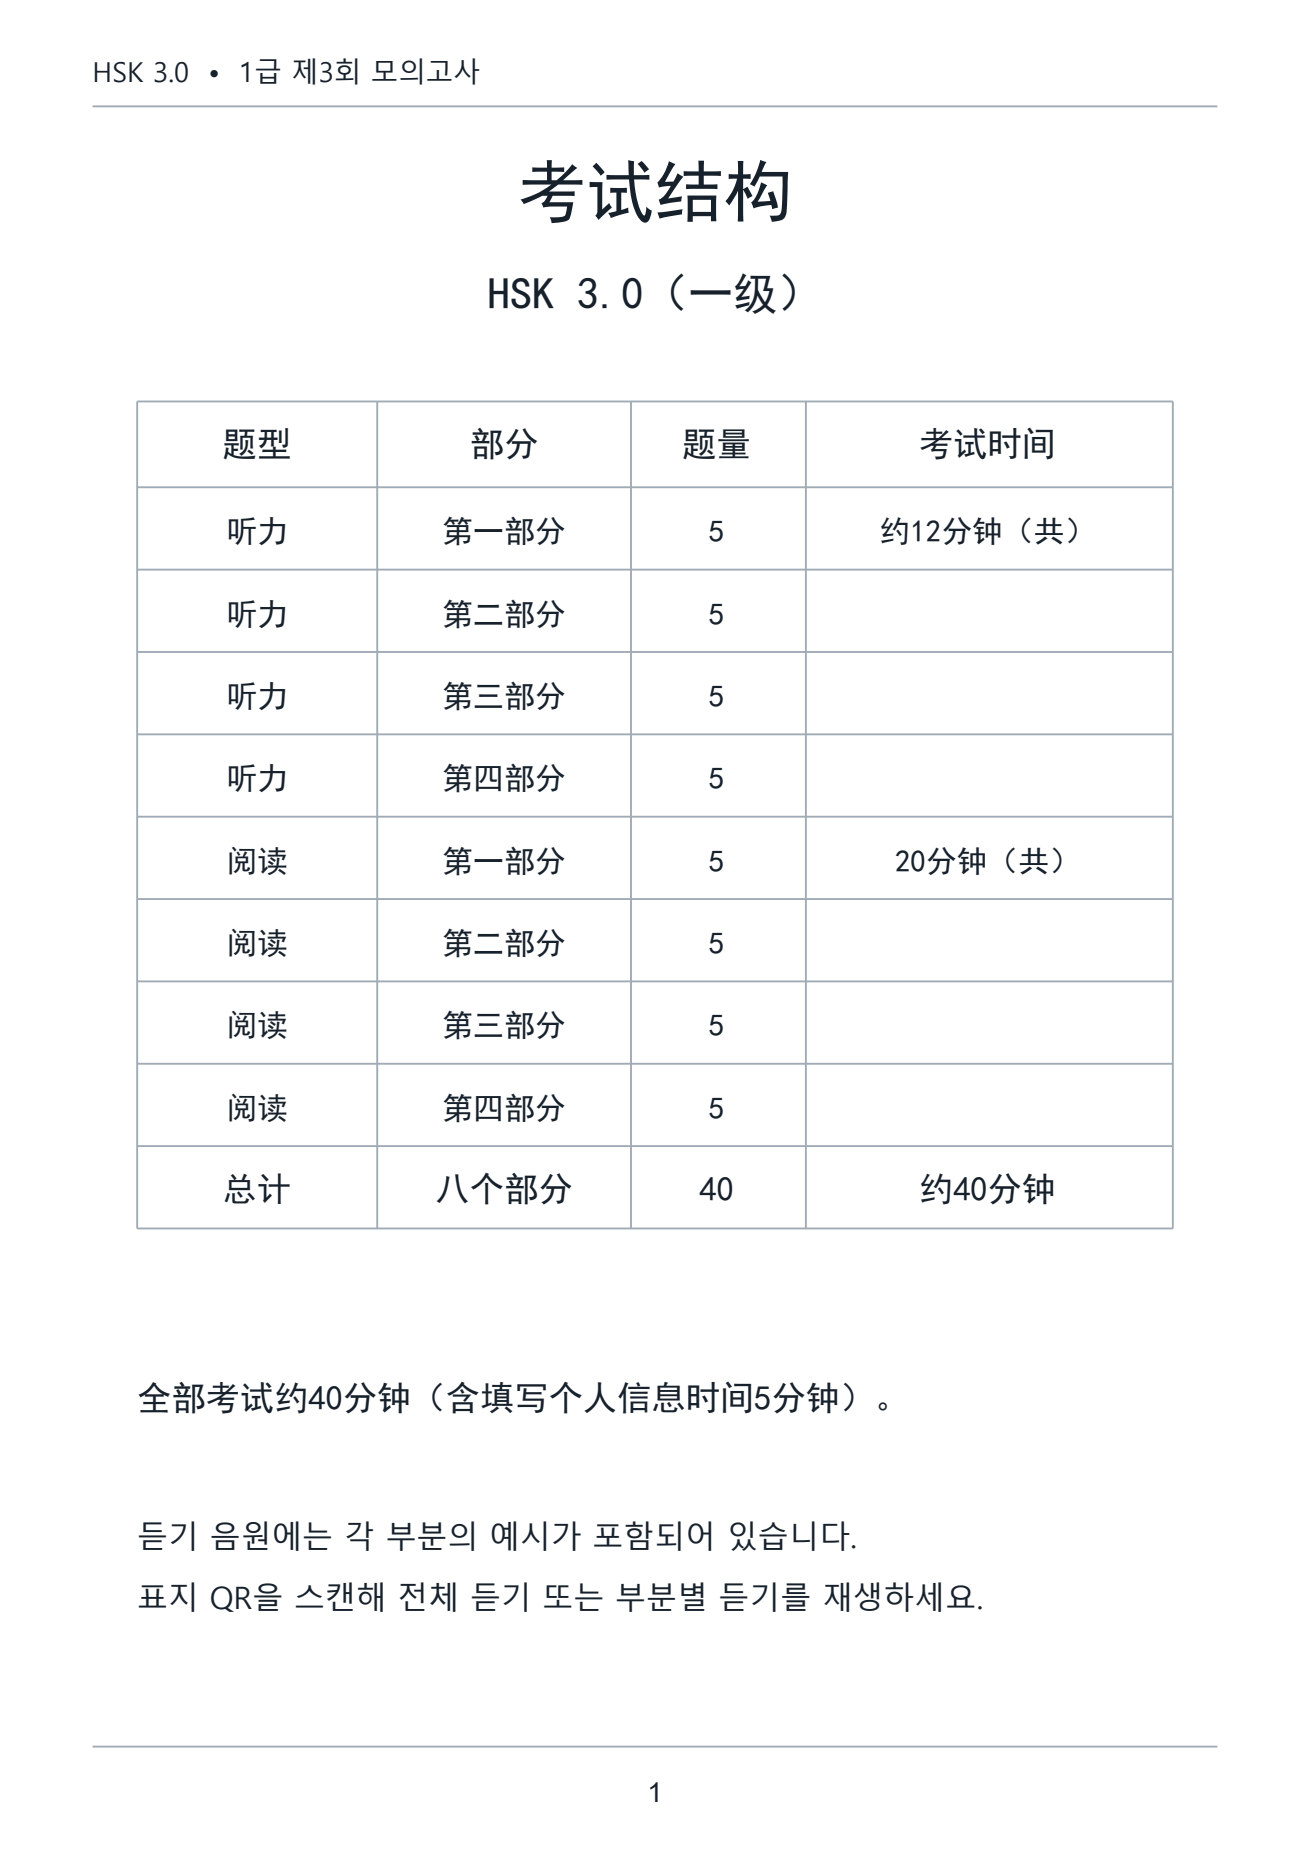 HSK 3.0 • 1급 제3회 모의고사
考试结构
HSK 3.0（一级）
题型 部分 题量 考试时间
听力 第一部分 5 约12分钟（共）
听力 第二部分 5
听力 第三部分 5
听力 第四部分 5
阅读 第一部分 5 20分钟（共）
阅读 第二部分 5
阅读 第三部分 5
阅读 第四部分 5
总计 八个部分 40 约40分钟
全部考试约40分钟（含填写个人信息时间5分钟）。
듣기 음원에는 각 부분의 예시가 포함되어 있습니다.
표지 QR을 스캔해 전체 듣기 또는 부분별 듣기를 재생하세요.
1